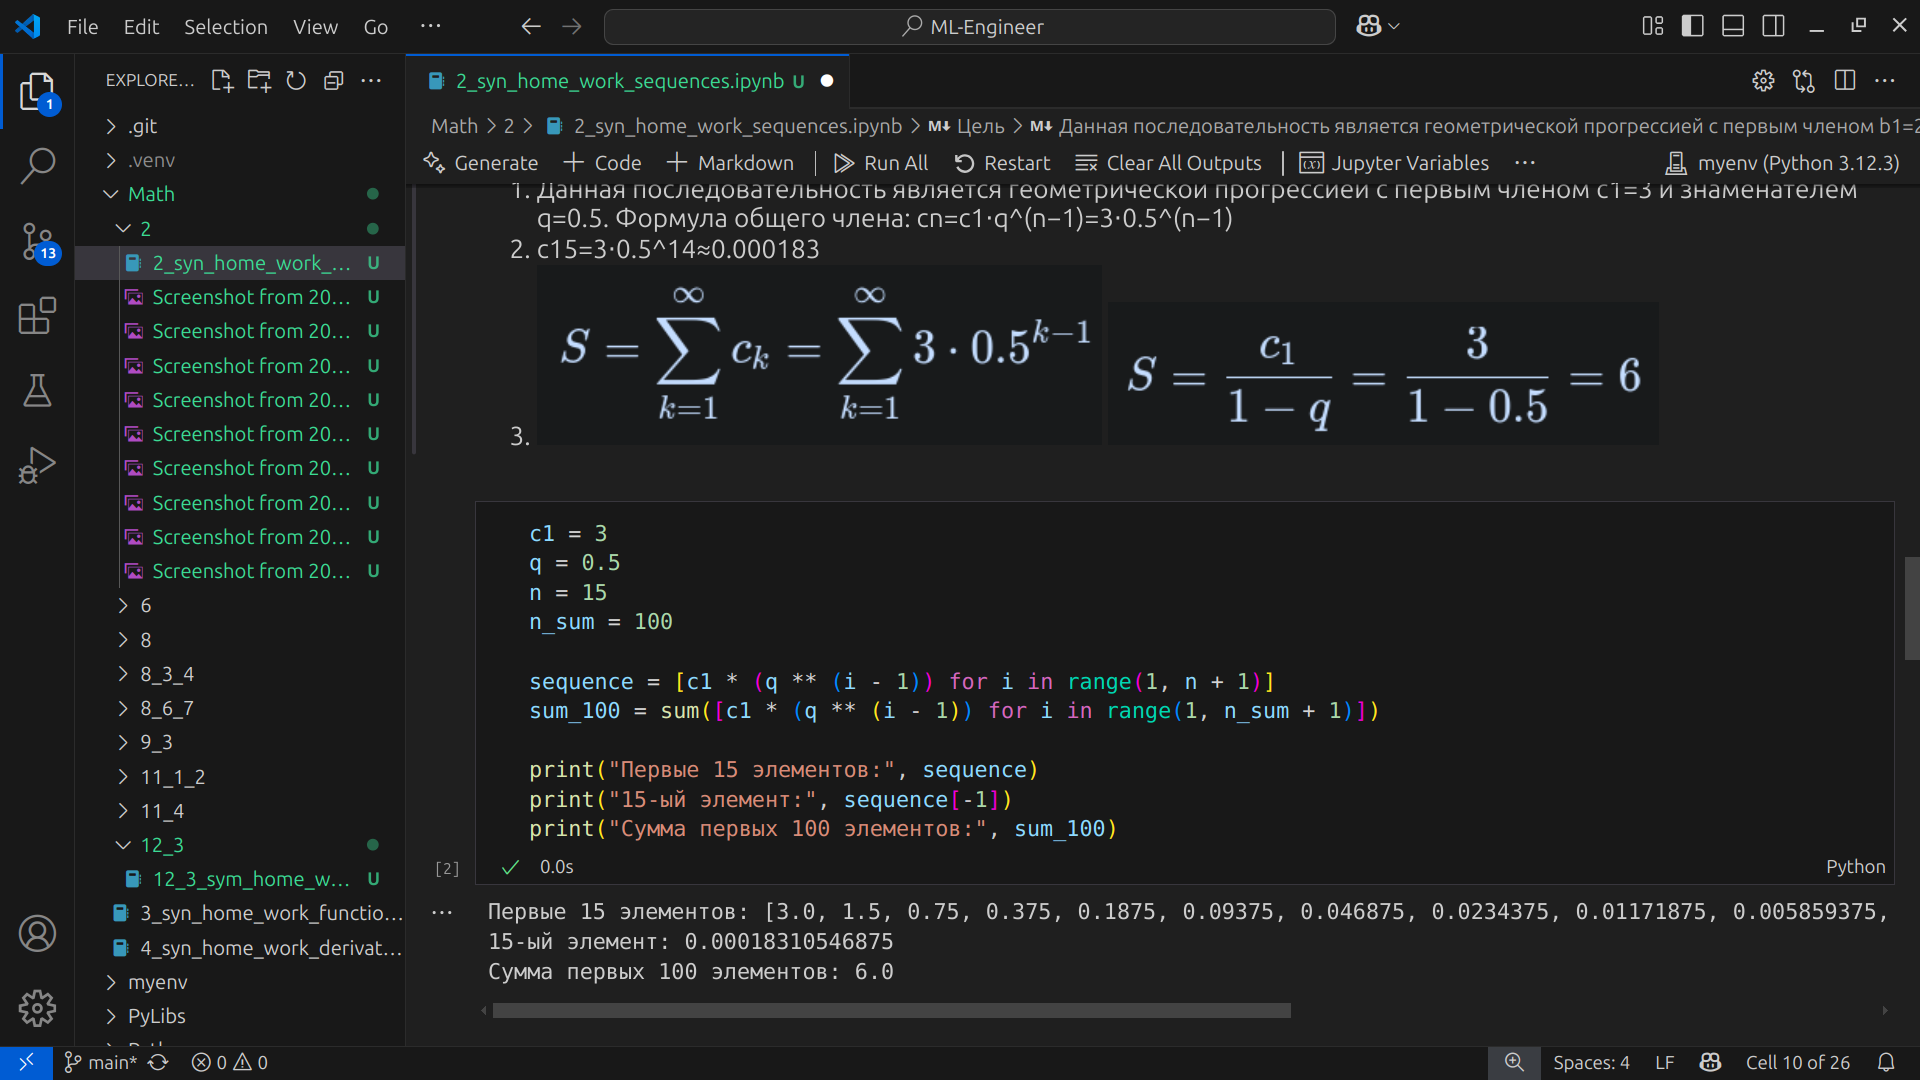 File Edit Selection View Go ··· ML-Engineer
EXPLORE... ···
.git
.venv
Math
2
2_syn_home_work_... U
Screenshot from 20... U
Screenshot from 20... U
Screenshot from 20... U
Screenshot from 20... U
Screenshot from 20... U
Screenshot from 20... U
Screenshot from 20... U
Screenshot from 20... U
Screenshot from 20... U
6
8
8_3_4
8_6_7
9_3
11_1_2
11_4
12_3
12_3_sym_home_w... U
3_syn_home_work_functio...
4_syn_home_work_derivat...
myenv
PyLibs
1
13
2_syn_home_work_sequences.ipynb U
Math > 2 > 2_syn_home_work_sequences.ipynb > M↓ Цель > M↓ Данная последовательность является геометрической прогрессией с первым членом b1=2
Generate + Code + Markdown | Run All Restart Clear All Outputs | Jupyter Variables ··· myenv (Python 3.12.3)
1. Данная последовательность является геометрической прогрессией с первым членом c1=3 и знаменателем
q=0.5. Формула общего члена: cn=c1⋅q^(n−1)=3⋅0.5^(n−1)
2. c15=3⋅0.5^14≈0.000183
3. S = ∑_{k=1}^{∞} c_k = ∑_{k=1}^{∞} 3 · 0.5^{k−1} S = c_1 / (1 − q) = 3 / (1 − 0.5) = 6
c1 = 3
q = 0.5
n = 15
n_sum = 100
sequence = [c1 * (q ** (i - 1)) for i in range(1, n + 1)]
sum_100 = sum([c1 * (q ** (i - 1)) for i in range(1, n_sum + 1)])
print("Первые 15 элементов:", sequence)
print("15-ый элемент:", sequence[-1])
print("Сумма первых 100 элементов:", sum_100)
[2] ✓ 0.0s Python
··· Первые 15 элементов: [3.0, 1.5, 0.75, 0.375, 0.1875, 0.09375, 0.046875, 0.0234375, 0.01171875, 0.005859375,
15-ый элемент: 0.00018310546875
Сумма первых 100 элементов: 6.0
main* 0 0 Spaces: 4 LF Cell 10 of 26